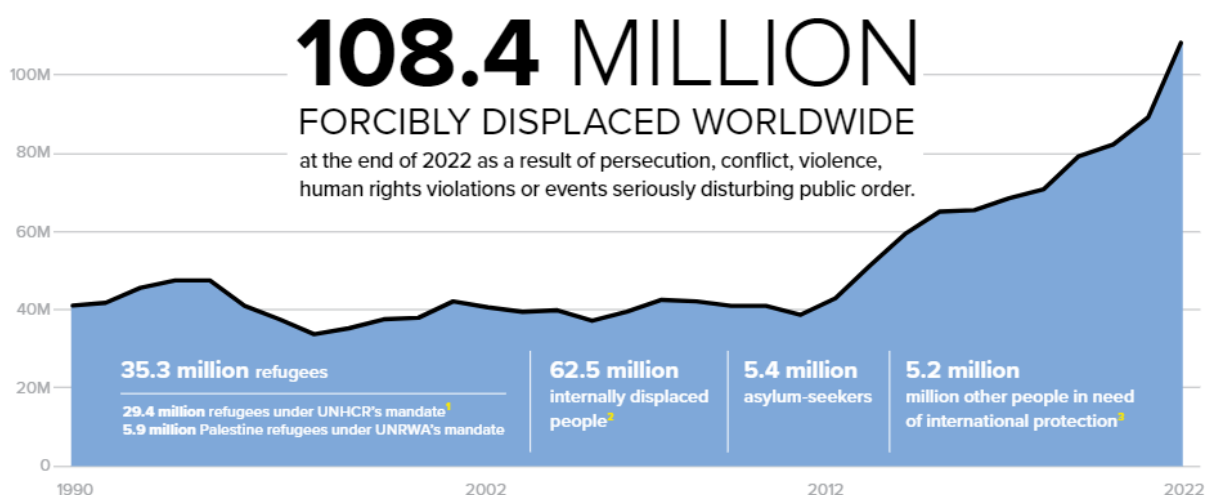 108.4 MILLION
FORCIBLY DISPLACED WORLDWIDE
at the end of 2022 as a result of persecution, conflict, violence,
human rights violations or events seriously disturbing public order.
100M
80M
60M
40M
20M
0
35.3 million refugees
29.4 million refugees under UNHCR's mandate¹
5.9 million Palestine refugees under UNRWA's mandate
62.5 million
internally displaced
people²
5.4 million
asylum-seekers
5.2 million
million other people in need
of international protection³
1990
2002
2012
2022